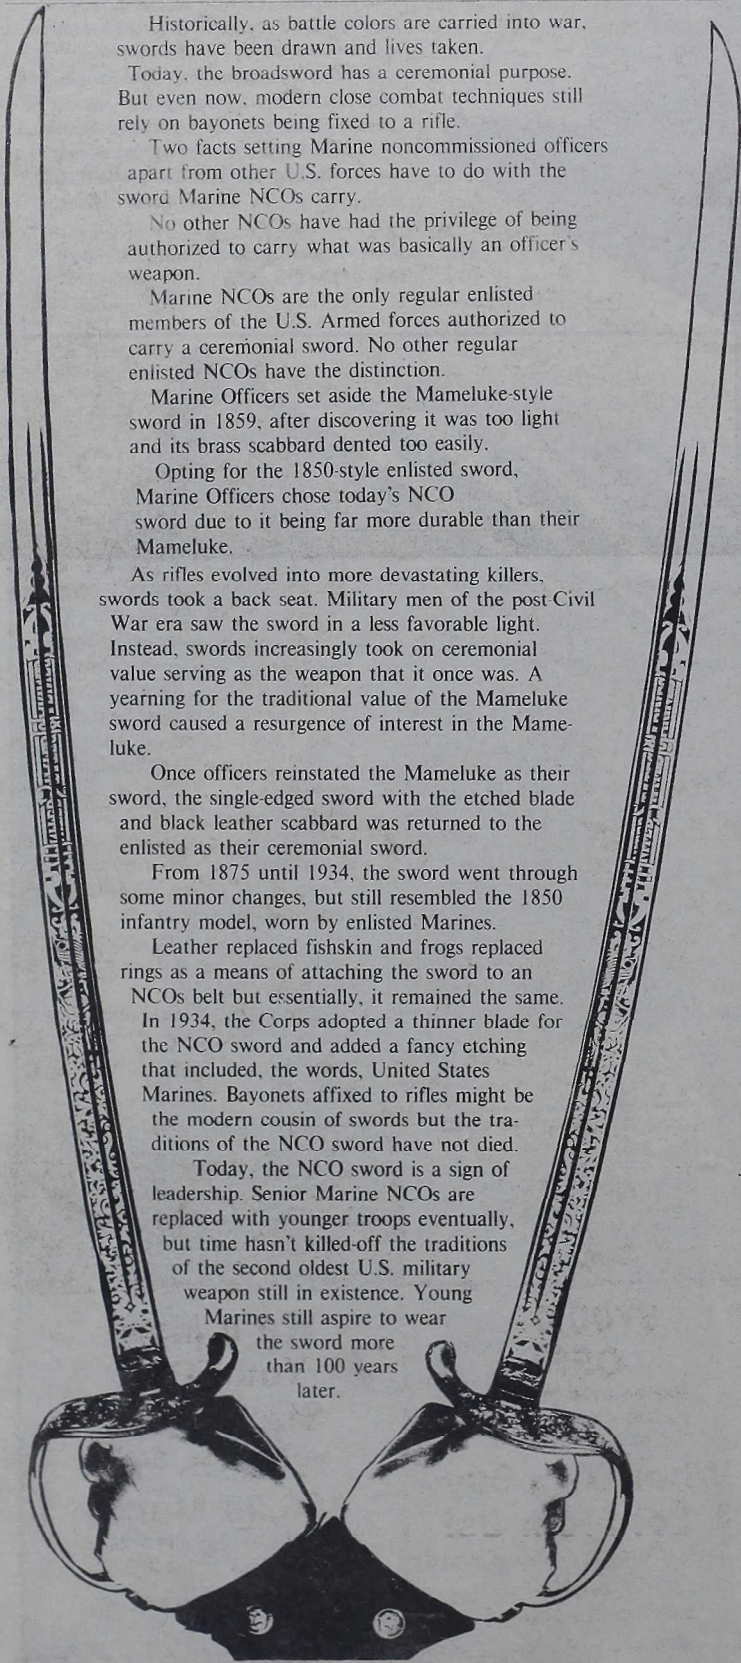 Historically, as battle colors are carried into war,
swords have been drawn and lives taken.
Today, the broadsword has a ceremonial purpose.
But even now, modern close combat techniques still
rely on bayonets being fixed to a rifle.
Two facts setting Marine noncommissioned officers
apart from other U.S. forces have to do with the
sword Marine NCOs carry.
No other NCOs have had the privilege of being
authorized to carry what was basically an officer's
weapon.
Marine NCOs are the only regular enlisted
members of the U.S. Armed forces authorized to
carry a ceremonial sword. No other regular
enlisted NCOs have the distinction.
Marine Officers set aside the Mameluke-style
sword in 1859, after discovering it was too light
and its brass scabbard dented too easily.
Opting for the 1850-style enlisted sword,
Marine Officers chose today's NCO
sword due to it being far more durable than their
Mameluke.
As rifles evolved into more devastating killers,
swords took a back seat. Military men of the post-Civil
War era saw the sword in a less favorable light.
Instead, swords increasingly took on ceremonial
value serving as the weapon that it once was. A
yearning for the traditional value of the Mameluke
sword caused a resurgence of interest in the Mame-
luke.
Once officers reinstated the Mameluke as their
sword, the single-edged sword with the etched blade
and black leather scabbard was returned to the
enlisted as their ceremonial sword.
From 1875 until 1934, the sword went through
some minor changes, but still resembled the 1850
infantry model, worn by enlisted Marines.
Leather replaced fishskin and frogs replaced
rings as a means of attaching the sword to an
NCOs belt but essentially, it remained the same.
In 1934, the Corps adopted a thinner blade for
the NCO sword and added a fancy etching
that included, the words, United States
Marines. Bayonets affixed to rifles might be
the modern cousin of swords but the tra-
ditions of the NCO sword have not died.
Today, the NCO sword is a sign of
leadership. Senior Marine NCOs are
replaced with younger troops eventually,
but time hasn't killed-off the traditions
of the second oldest U.S. military
weapon still in existence. Young
Marines still aspire to wear
the sword more
than 100 years
later.